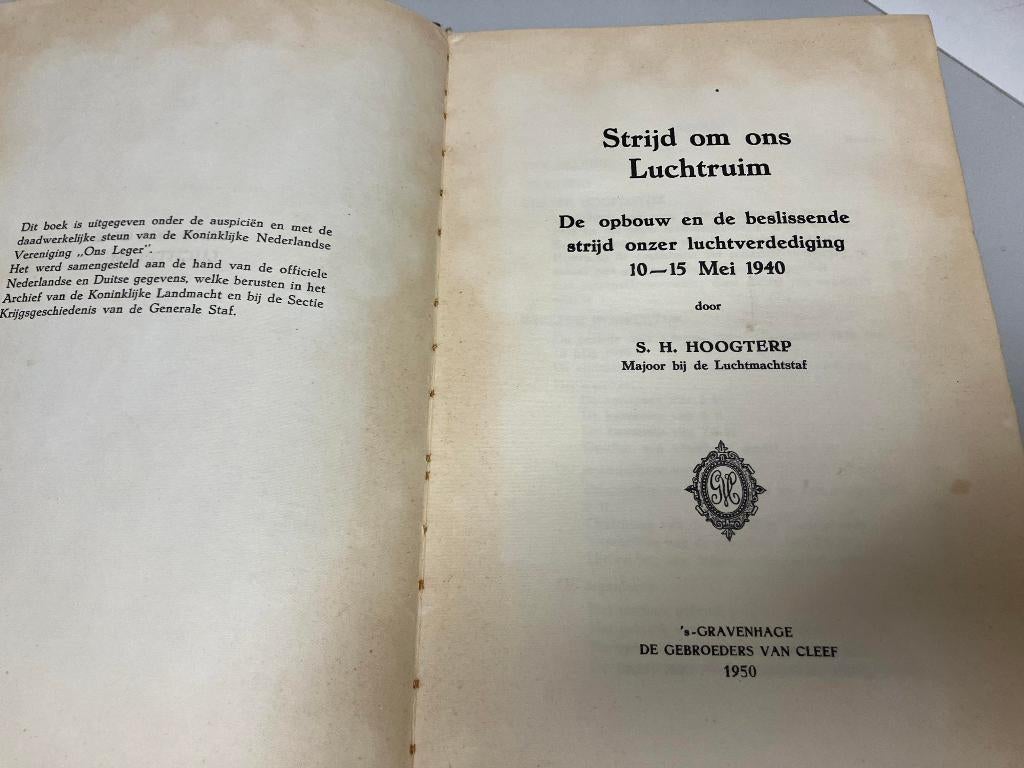 Dit boek is uitgegeven onder de auspiciën en met de
daadwerkelijke steun van de Koninklijke Nederlandse
Vereniging „Ons Leger".
Het werd samengesteld aan de hand van de officiele
Nederlandse en Duitse gegevens, welke berusten in het
Archief van de Koninklijke Landmacht en bij de Sectie
Krijgsgeschiedenis van de Generale Staf.
Strijd om ons
Luchtruim
De opbouw en de beslissende
strijd onzer luchtverdediging
10—15 Mei 1940
door
S. H. HOOGTERP
Majoor bij de Luchtmachtstaf
's-GRAVENHAGE
DE GEBROEDERS VAN CLEEF
1950